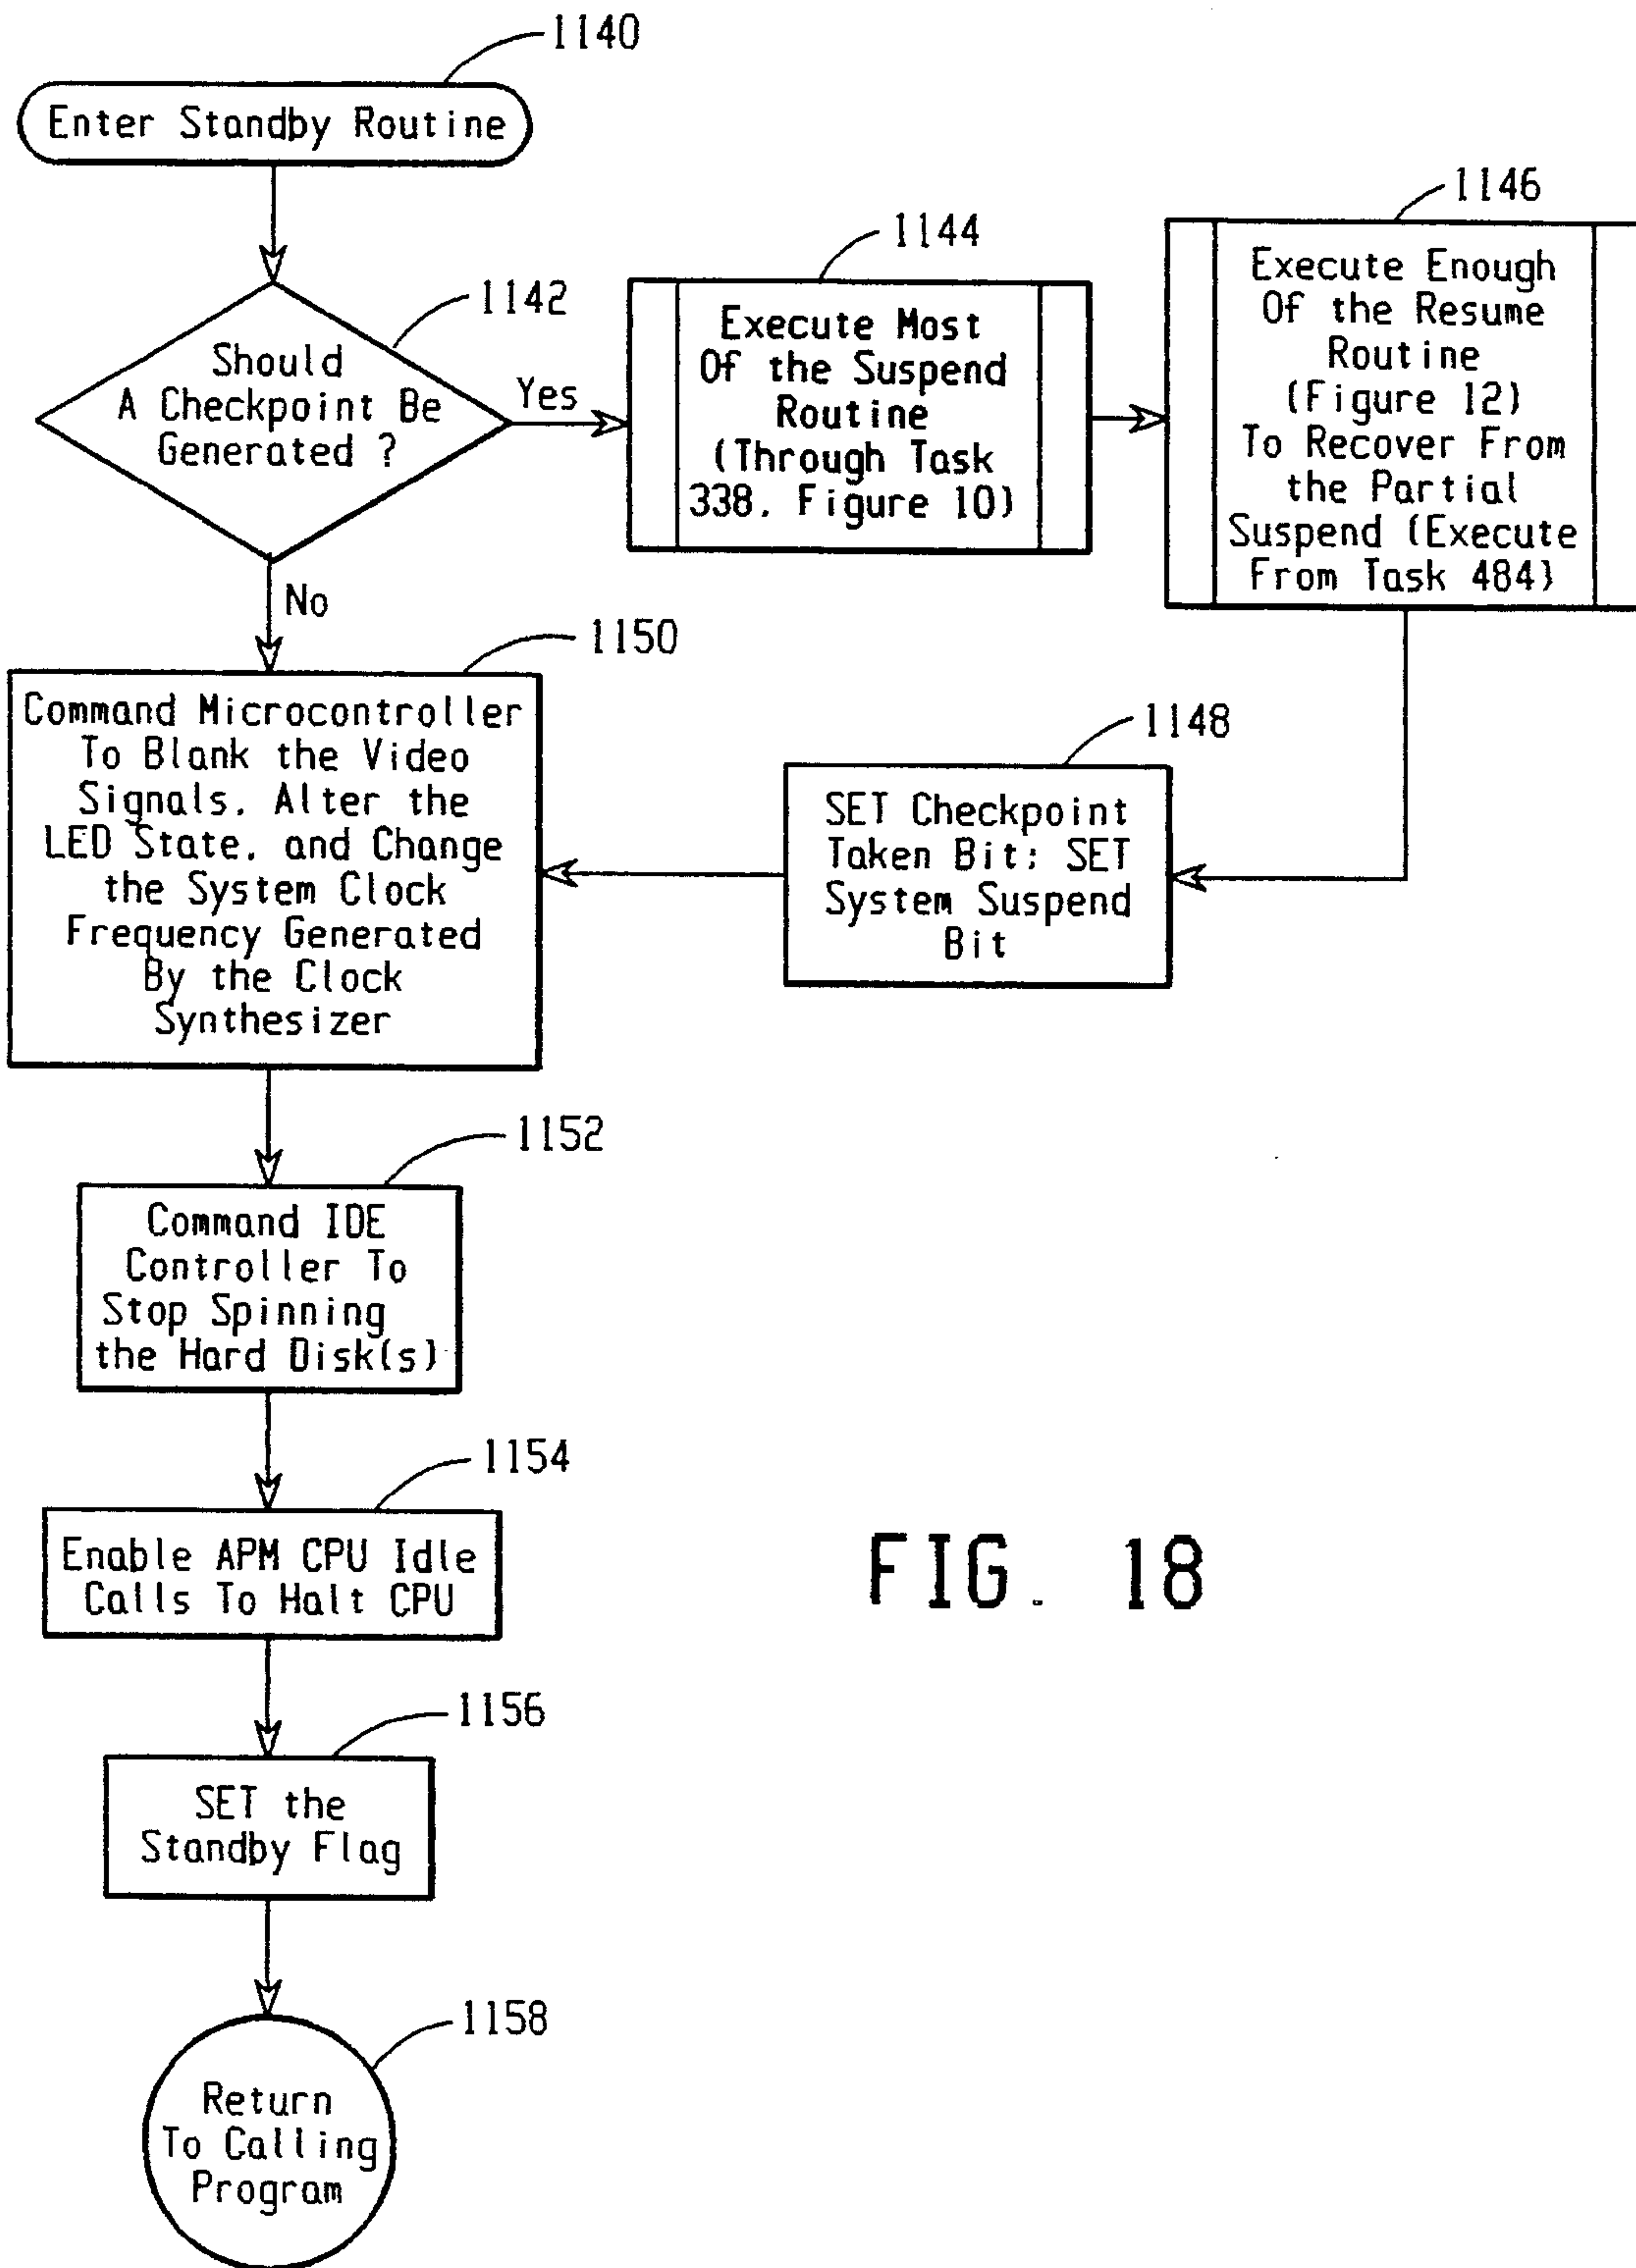 1140
Enter Standby Routine
1142
Should
A Checkpoint Be
Generated ?
Yes
No
1144
Execute Most
Of the Suspend
Routine
(Through Task
338, Figure 10)
1146
Execute Enough
Of the Resume
Routine
(Figure 12)
To Recover From
the Partial
Suspend (Execute
From Task 484)
1148
SET Checkpoint
Taken Bit; SET
System Suspend
Bit
1150
Command Microcontroller
To Blank the Video
Signals, Alter the
LED State, and Change
the System Clock
Frequency Generated
By the Clock
Synthesizer
1152
Command IDE
Controller To
Stop Spinning
the Hard Disk(s)
1154
Enable APM CPU Idle
Calls To Halt CPU
1156
SET the
Standby Flag
1158
Return
To Calling
Program
FIG. 18